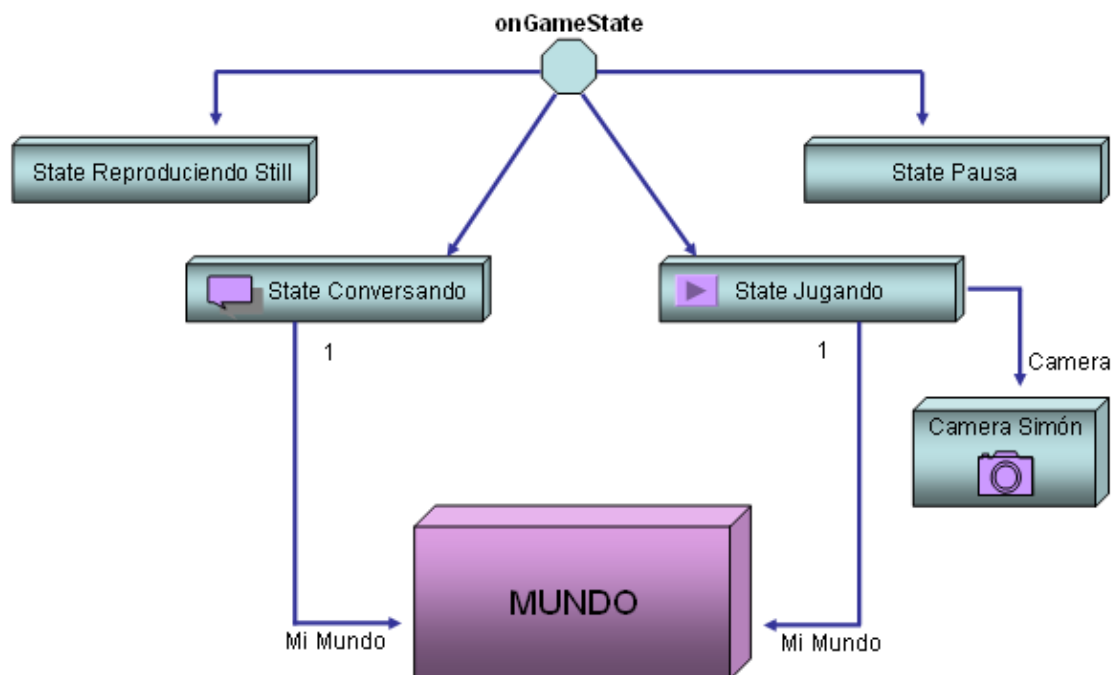 onGameState
State Reproduciendo Still
State Pausa
State Conversando
State Jugando
1
1
Camera
Camera Simón
MUNDO
Mi Mundo
Mi Mundo